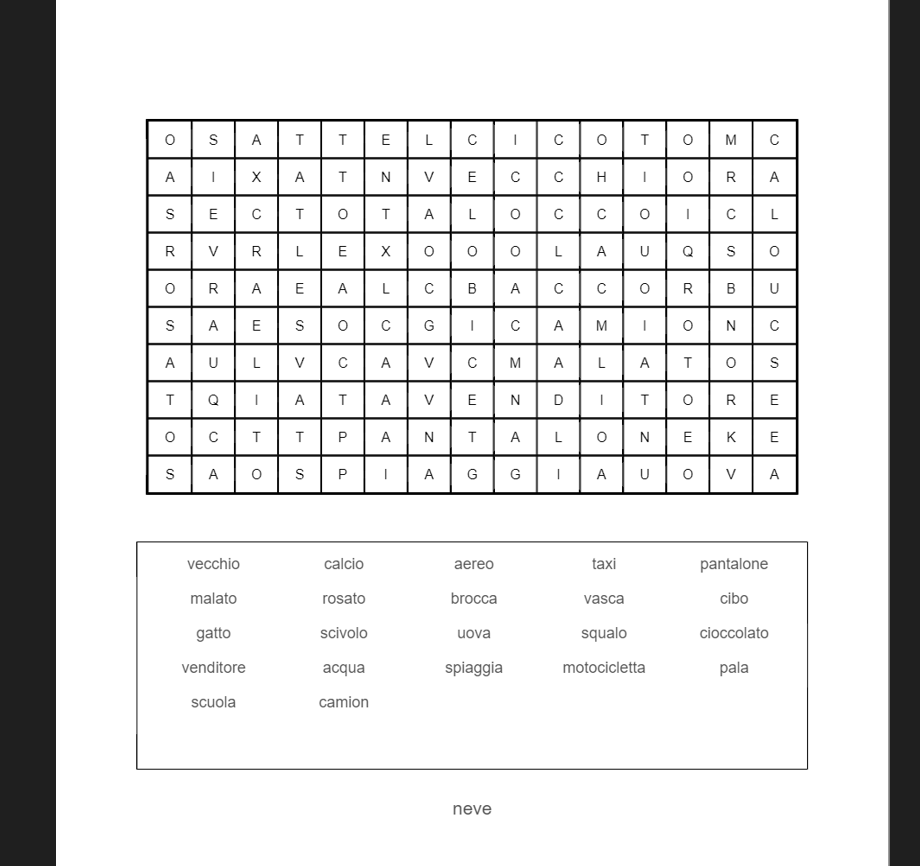 O S A T T E L C I C O T O M C
A I X A T N V E C C H I O R A
S E C T O T A L O C C O I C L
R V R L E X O O O L A U Q S O
O R A E A L C B A C C O R B U
S A E S O C G I C A M I O N C
A U L V C A V C M A L A T O S
T Q I A T A V E N D I T O R E
O C T T P A N T A L O N E K E
S A O S P I A G G I A U O V A
vecchio calcio aereo taxi pantalone
malato rosato brocca vasca cibo
gatto scivolo uova squalo cioccolato
venditore acqua spiaggia motocicletta pala
scuola camion
neve